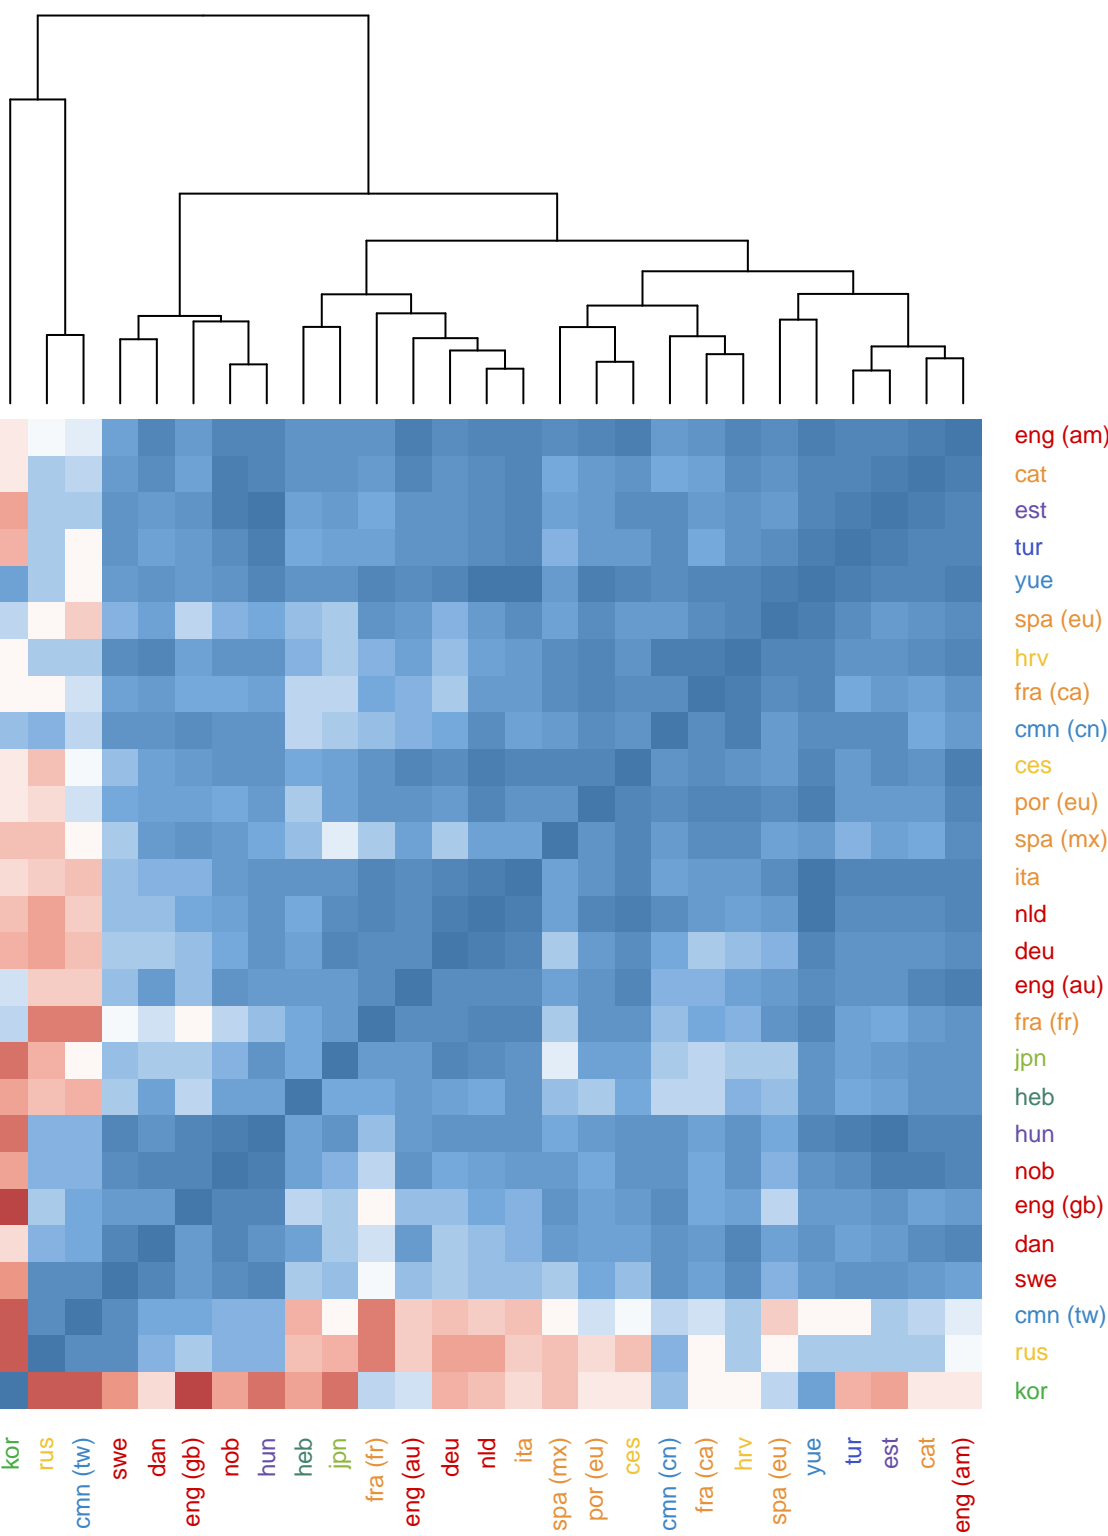 eng (am)
cat
est
tur
yue
spa (eu)
hrv
fra (ca)
cmn (cn)
ces
por (eu)
spa (mx)
ita
nld
deu
eng (au)
fra (fr)
jpn
heb
hun
nob
eng (gb)
dan
swe
cmn (tw)
rus
kor
kor
rus
cmn (tw)
swe
dan
eng (gb)
nob
hun
heb
jpn
fra (fr)
eng (au)
deu
nld
ita
spa (mx)
por (eu)
ces
cmn (cn)
fra (ca)
hrv
spa (eu)
yue
tur
est
cat
eng (am)